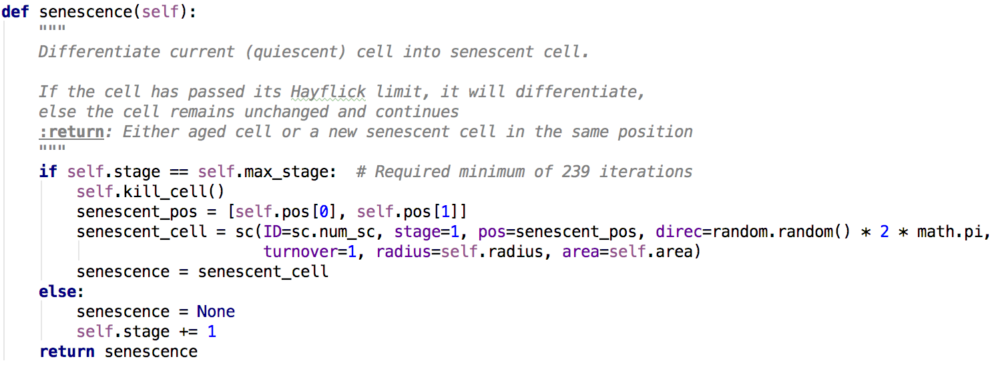 def senescence(self):
    """
    Differentiate current (quiescent) cell into senescent cell.

    If the cell has passed its Hayflick limit, it will differentiate,
    else the cell remains unchanged and continues
    :return: Either aged cell or a new senescent cell in the same position
    """
    if self.stage == self.max_stage:  # Required minimum of 239 iterations
        self.kill_cell()
        senescent_pos = [self.pos[0], self.pos[1]]
        senescent_cell = sc(ID=sc.num_sc, stage=1, pos=senescent_pos, direc=random.random() * 2 * math.pi,
                            turnover=1, radius=self.radius, area=self.area)
        senescence = senescent_cell
    else:
        senescence = None
        self.stage += 1
    return senescence